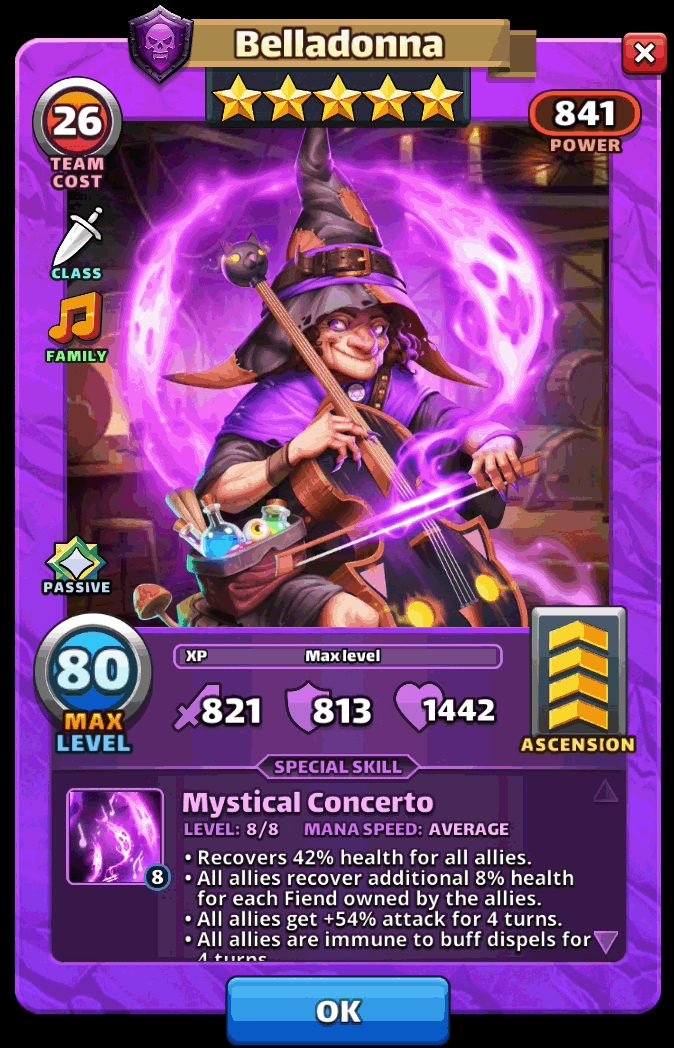 Belladonna
26
TEAM
COST
841
POWER
CLASS
FAMILY
PASSIVE
80
MAX
LEVEL
XP Max level
821 813 1442
ASCENSION
SPECIAL SKILL
Mystical Concerto
LEVEL: 8/8 MANA SPEED: AVERAGE
8
• Recovers 42% health for all allies.
• All allies recover additional 8% health
for each Fiend owned by the allies.
• All allies get +54% attack for 4 turns.
• All allies are immune to buff dispels for
4 turns
OK